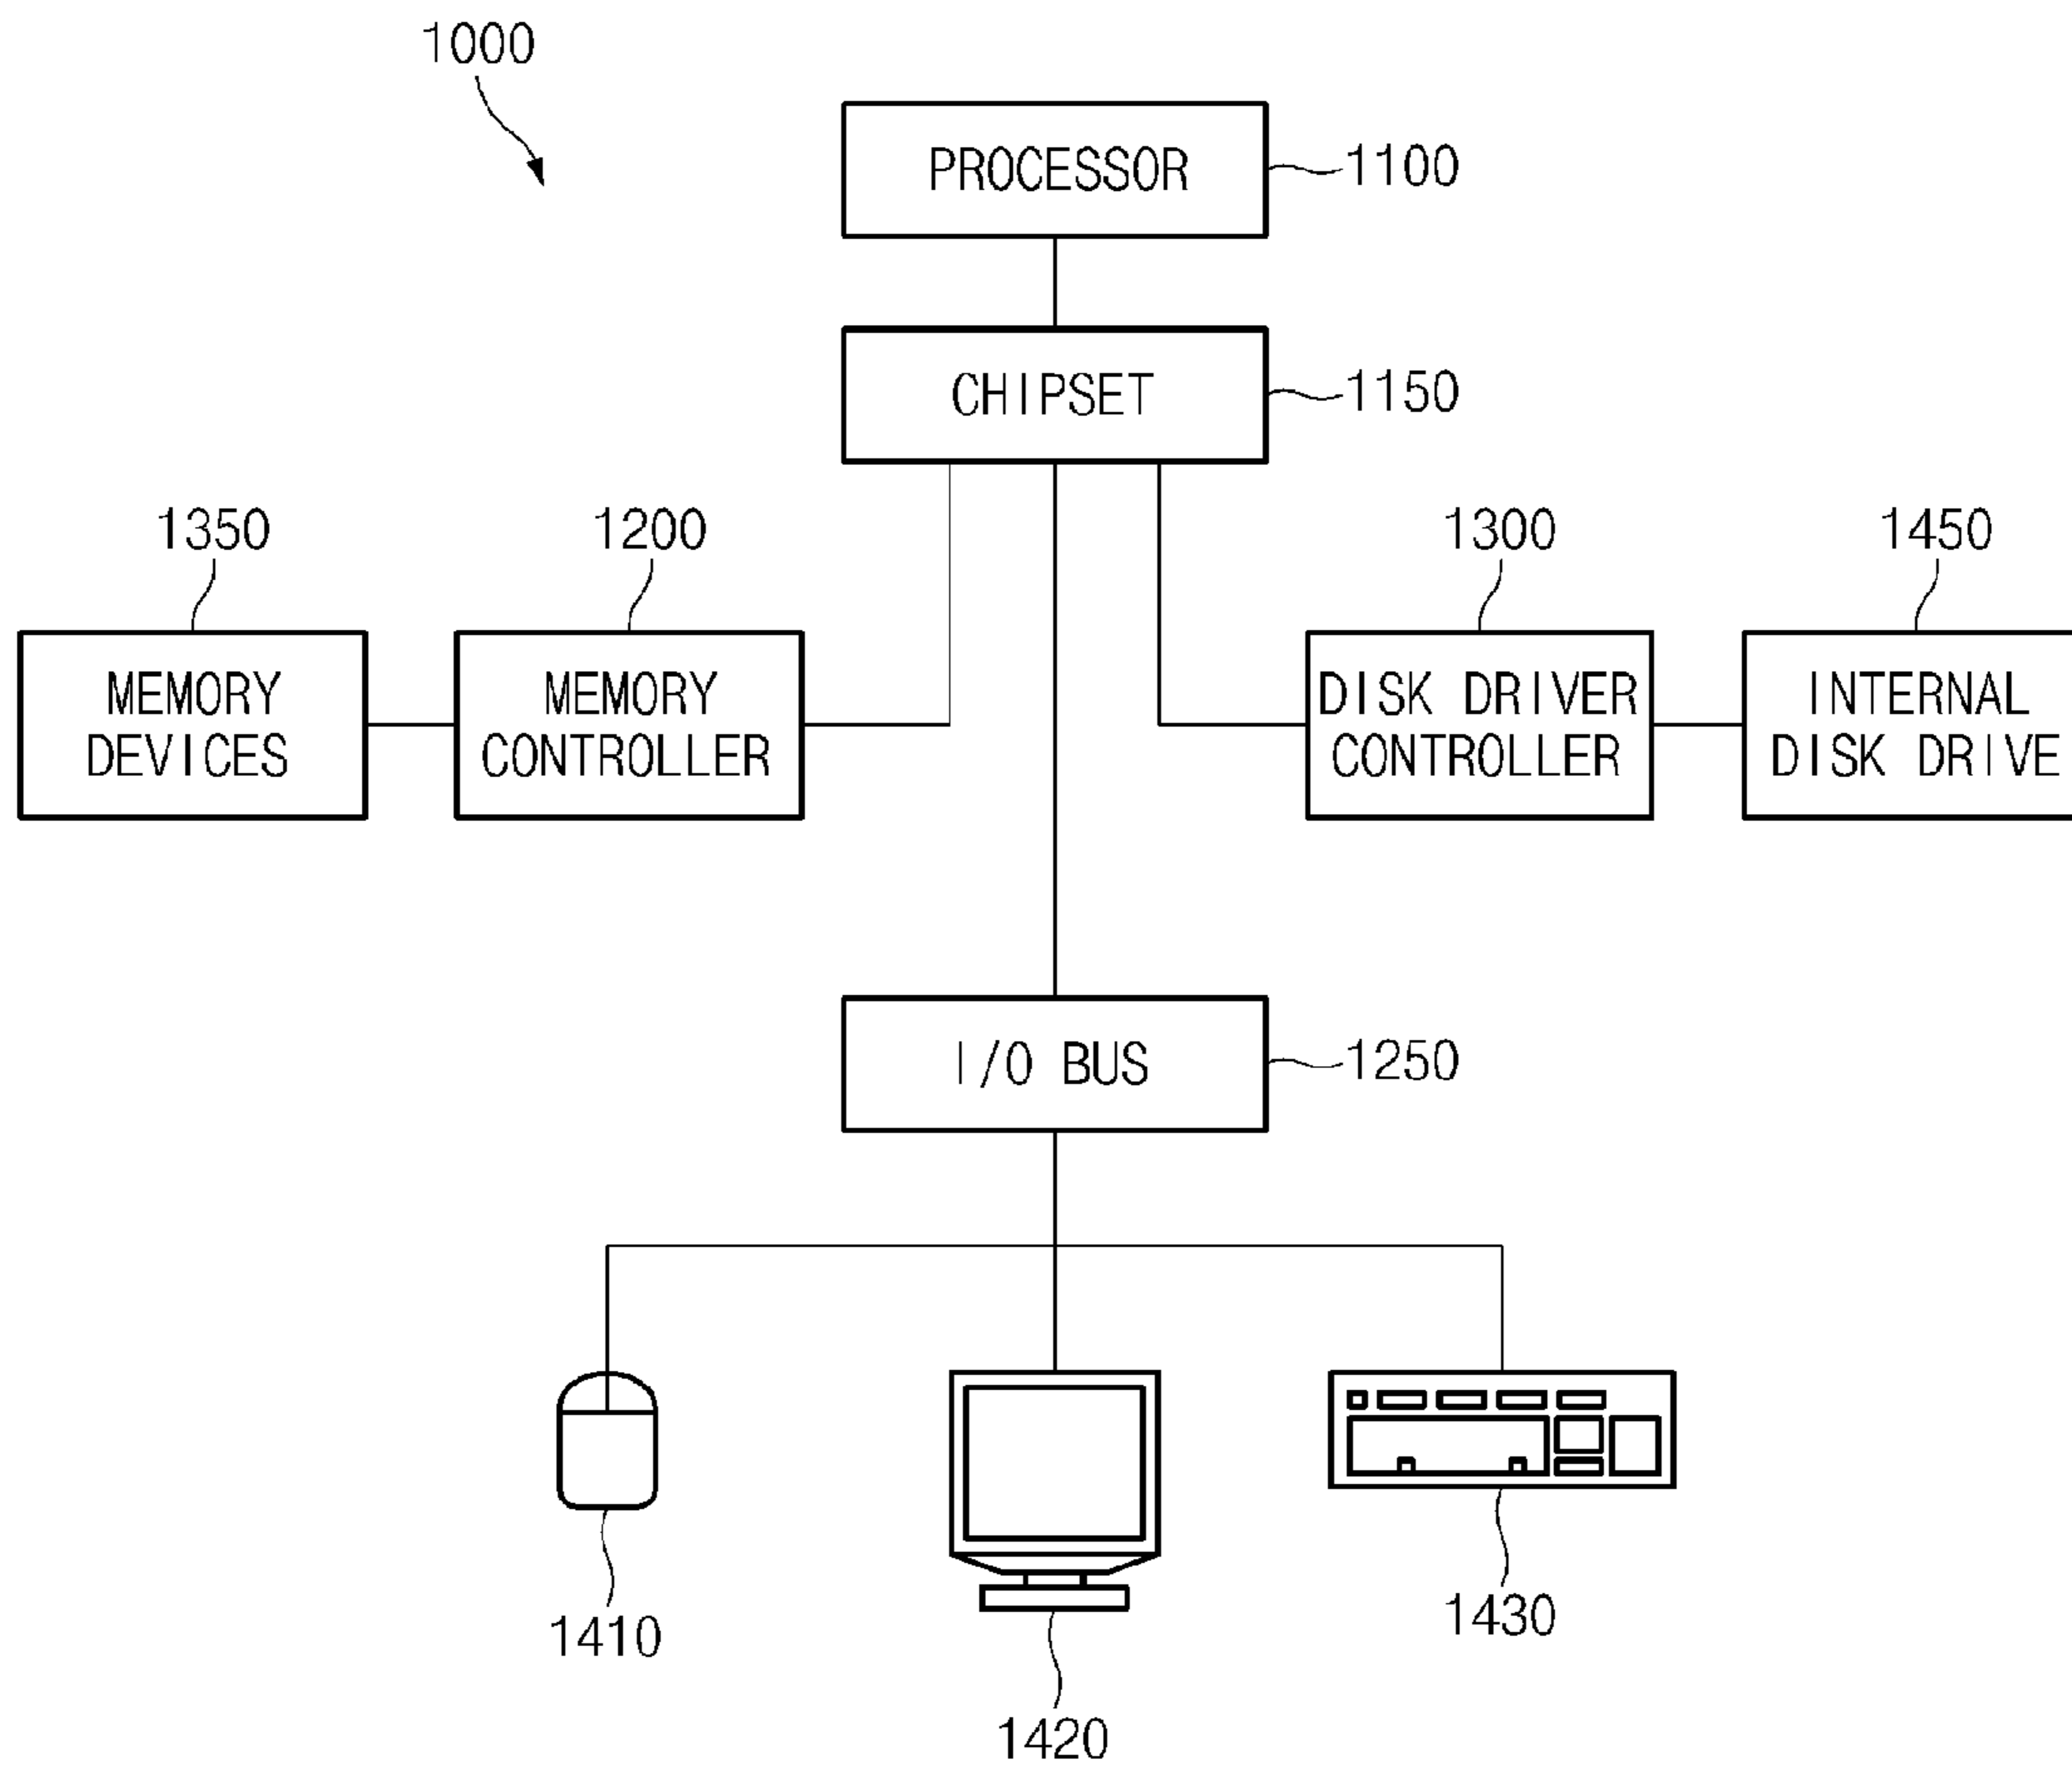 1000
PROCESSOR
1100
CHIPSET
1150
1350
1200
1300
1450
MEMORY
DEVICES
MEMORY
CONTROLLER
DISK DRIVER
CONTROLLER
INTERNAL
DISK DRIVE
I/O BUS
1250
1410
1420
1430